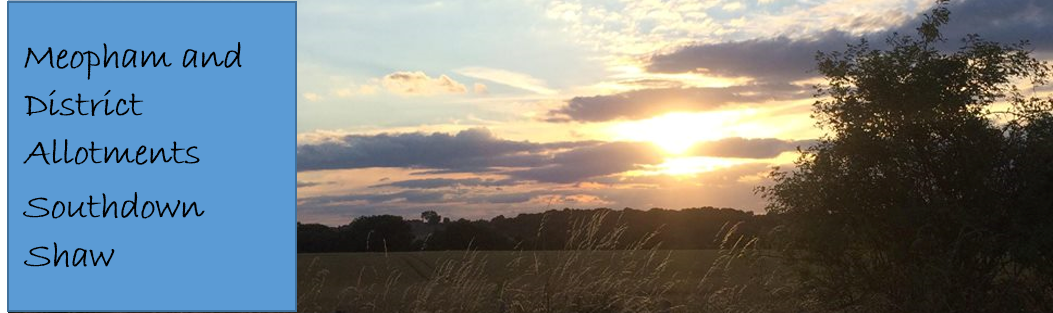 Meopham and
District
Allotments
Southdown
Shaw